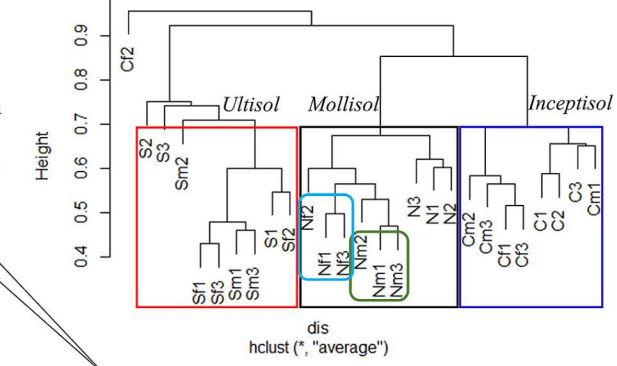 0.9
0.8
0.7
0.6
0.5
0.4
Height
Cf2
Ultisol
Mollisol
Inceptisol
S2
S3
Sm2
Sf1
Sf3
Sm1
Sm3
S1
Sf2
Nf2
Nf1
Nf3
Nm2
Nm1
Nm3
N3
N1
N2
Cm2
Cm3
Cf1
Cf3
C1
C2
C3
Cm1
dis
hclust (*, "average")